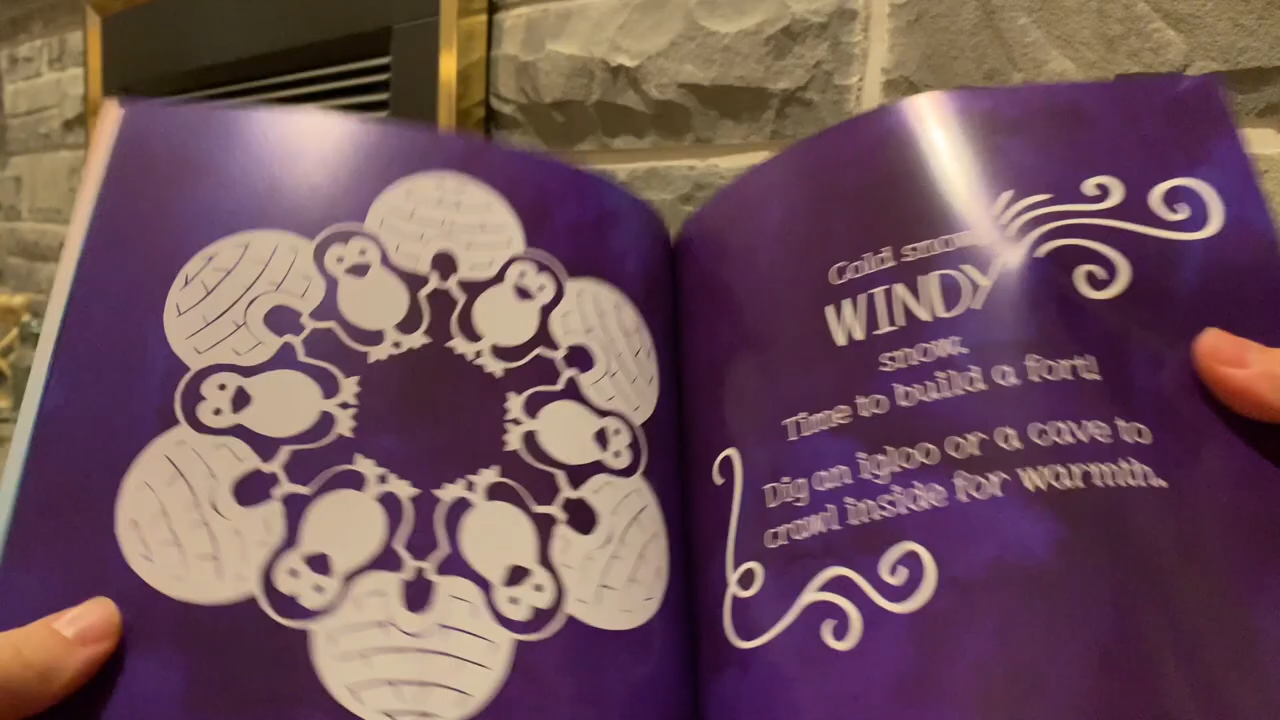 Cold snow
WINDY
snow.
Time to build a fort!
Dig an igloo or a cave to
crawl inside for warmth.